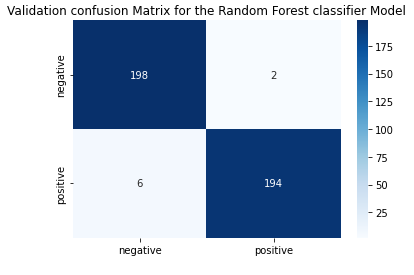 Validation confusion Matrix for the Random Forest classifier Model
negative
198
2
positive
6
194
negative
positive
175
150
125
100
75
50
25